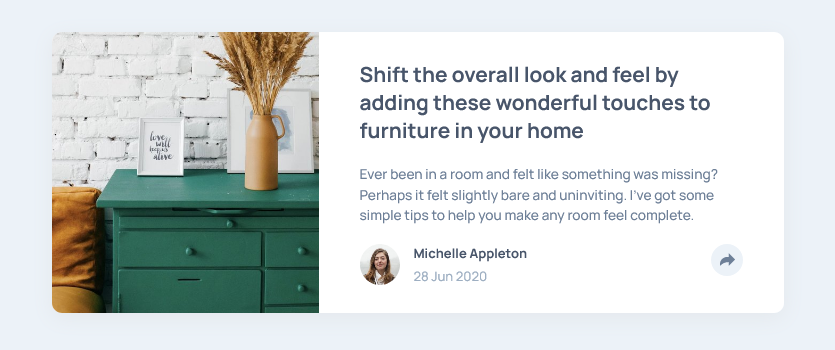 love
will
keep us
alive
Shift the overall look and feel by
adding these wonderful touches to
furniture in your home
Ever been in a room and felt like something was missing?
Perhaps it felt slightly bare and uninviting. I've got some
simple tips to help you make any room feel complete.
Michelle Appleton
28 Jun 2020